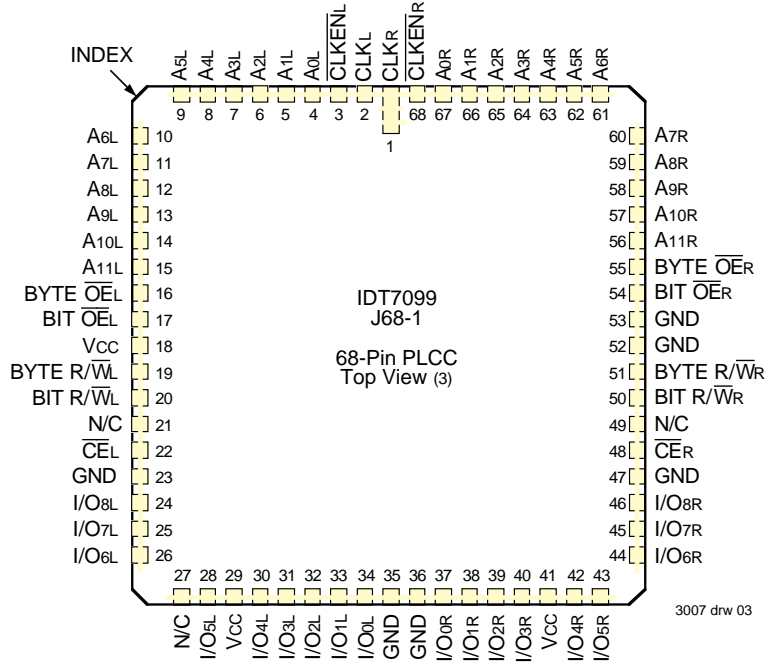 INDEX
A5L A4L A3L A2L A1L A0L CLKENL CLKL CLKR CLKENR A0R A1R A2R A3R A4R A5R A6R
9 8 7 6 5 4 3 2 1 68 67 66 65 64 63 62 61
A6L 10
A7L 11
A8L 12
A9L 13
A10L 14
A11L 15
BYTE OEL 16
BIT OEL 17
VCC 18
BYTE R/WL 19
BIT R/WL 20
N/C 21
CEL 22
GND 23
I/O8L 24
I/O7L 25
I/O6L 26
IDT7099
J68-1
68-Pin PLCC
Top View (3)
60 A7R
59 A8R
58 A9R
57 A10R
56 A11R
55 BYTE OER
54 BIT OER
53 GND
52 GND
51 BYTE R/WR
50 BIT R/WR
49 N/C
48 CER
47 GND
46 I/O8R
45 I/O7R
44 I/O6R
27 28 29 30 31 32 33 34 35 36 37 38 39 40 41 42 43
N/C I/O5L VCC I/O4L I/O3L I/O2L I/O1L I/O0L GND GND I/O0R I/O1R I/O2R I/O3R VCC I/O4R I/O5R
3007 drw 03